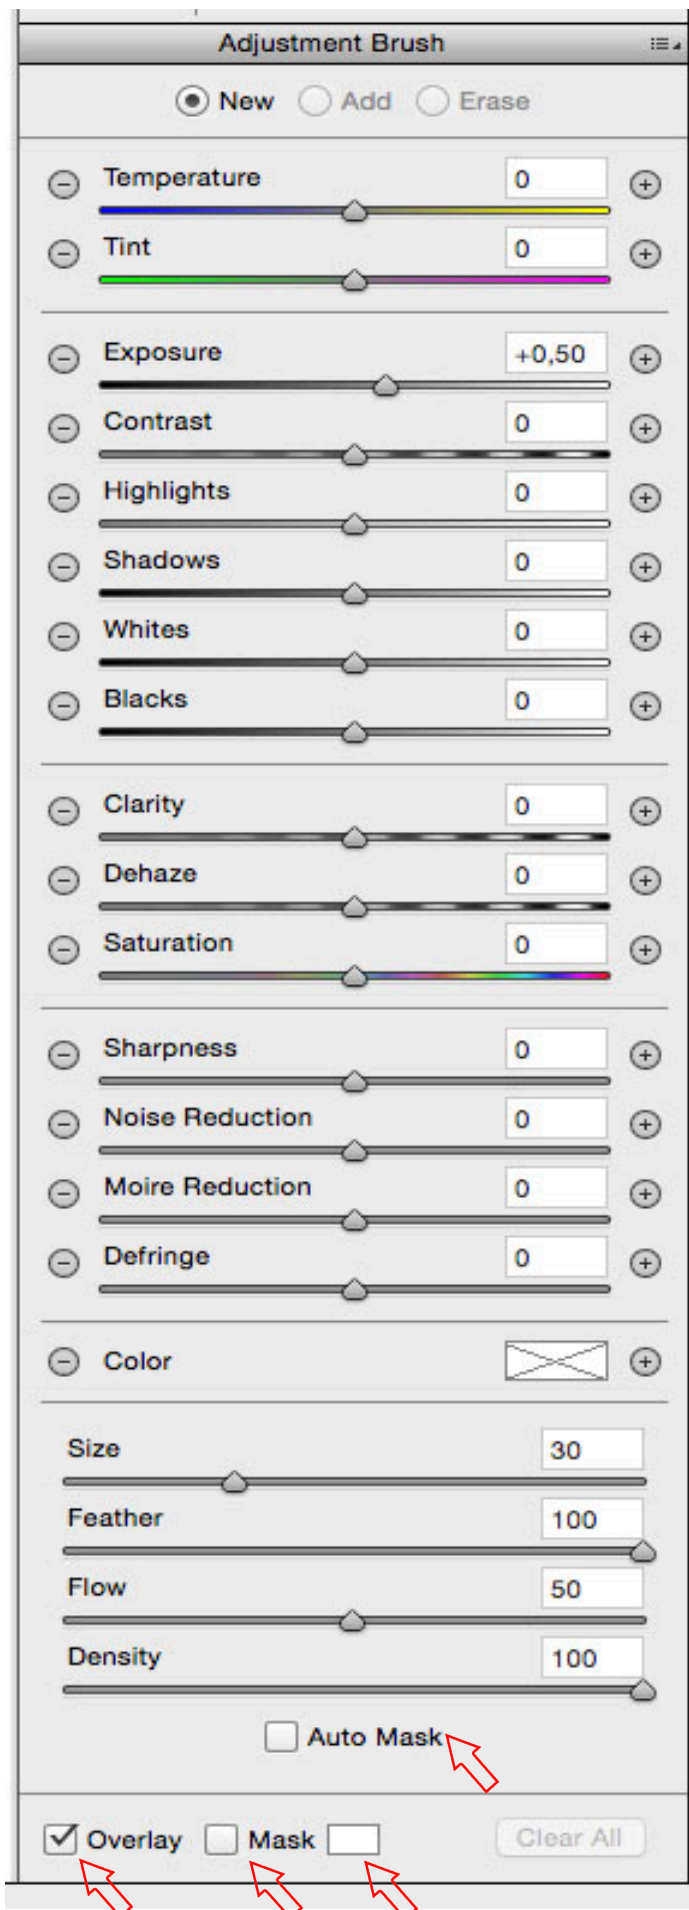 Adjustment Brush
New Add Erase
Temperature 0
Tint 0
Exposure +0,50
Contrast 0
Highlights 0
Shadows 0
Whites 0
Blacks 0
Clarity 0
Dehaze 0
Saturation 0
Sharpness 0
Noise Reduction 0
Moire Reduction 0
Defringe 0
Color
Size 30
Feather 100
Flow 50
Density 100
Auto Mask
Overlay Mask Clear All